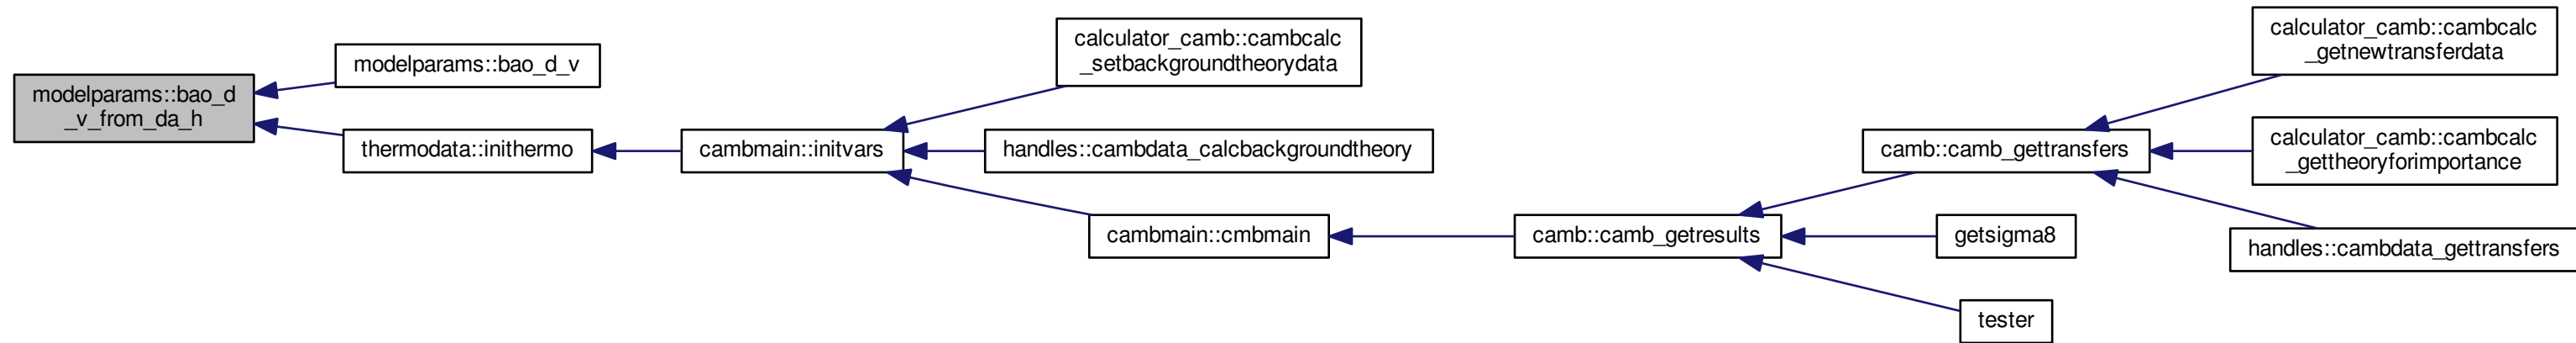 modelparams::bao_d
_v_from_da_h
modelparams::bao_d_v
thermodata::inithermo
cambmain::initvars
calculator_camb::cambcalc
_setbackgroundtheorydata
handles::cambdata_calcbackgroundtheory
cambmain::cmbmain
camb::camb_getresults
camb::camb_gettransfers
getsigma8
tester
calculator_camb::cambcalc
_getnewtransferdata
calculator_camb::cambcalc
_gettheoryforimportance
handles::cambdata_gettransfers